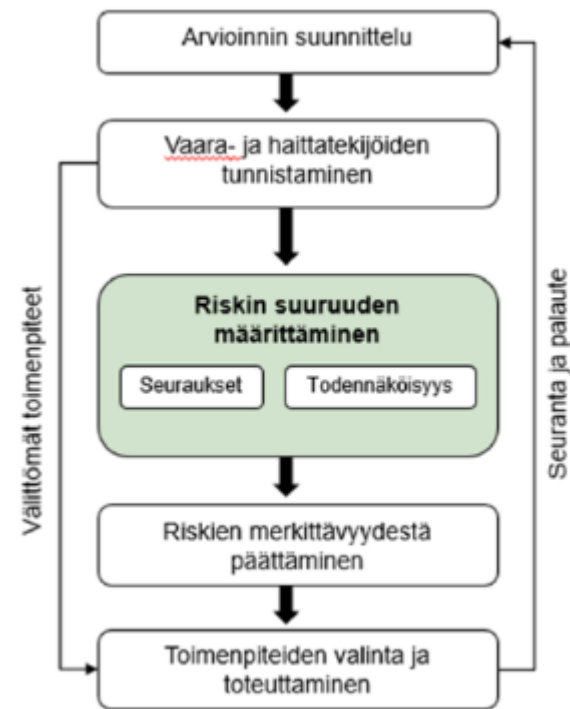 Arvioinnin suunnittelu
Vaara- ja haittatekijöiden
tunnistaminen
Riskin suuruuden
määrittäminen
Seuraukset
Todennäköisyys
Riskien merkittävyydestä
päättäminen
Toimenpiteiden valinta ja
toteuttaminen
Välittömät toimenpiteet
Seuranta ja palaute